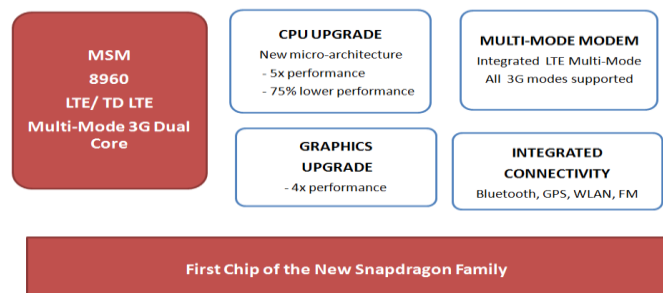 MSM
8960
LTE/ TD LTE
Multi-Mode 3G Dual
Core
CPU UPGRADE
New micro-architecture
- 5x performance
- 75% lower performance
MULTI-MODE MODEM
Integrated LTE Multi-Mode
All 3G modes supported
GRAPHICS
UPGRADE
- 4x performance
INTEGRATED
CONNECTIVITY
Bluetooth, GPS, WLAN, FM
First Chip of the New Snapdragon Family